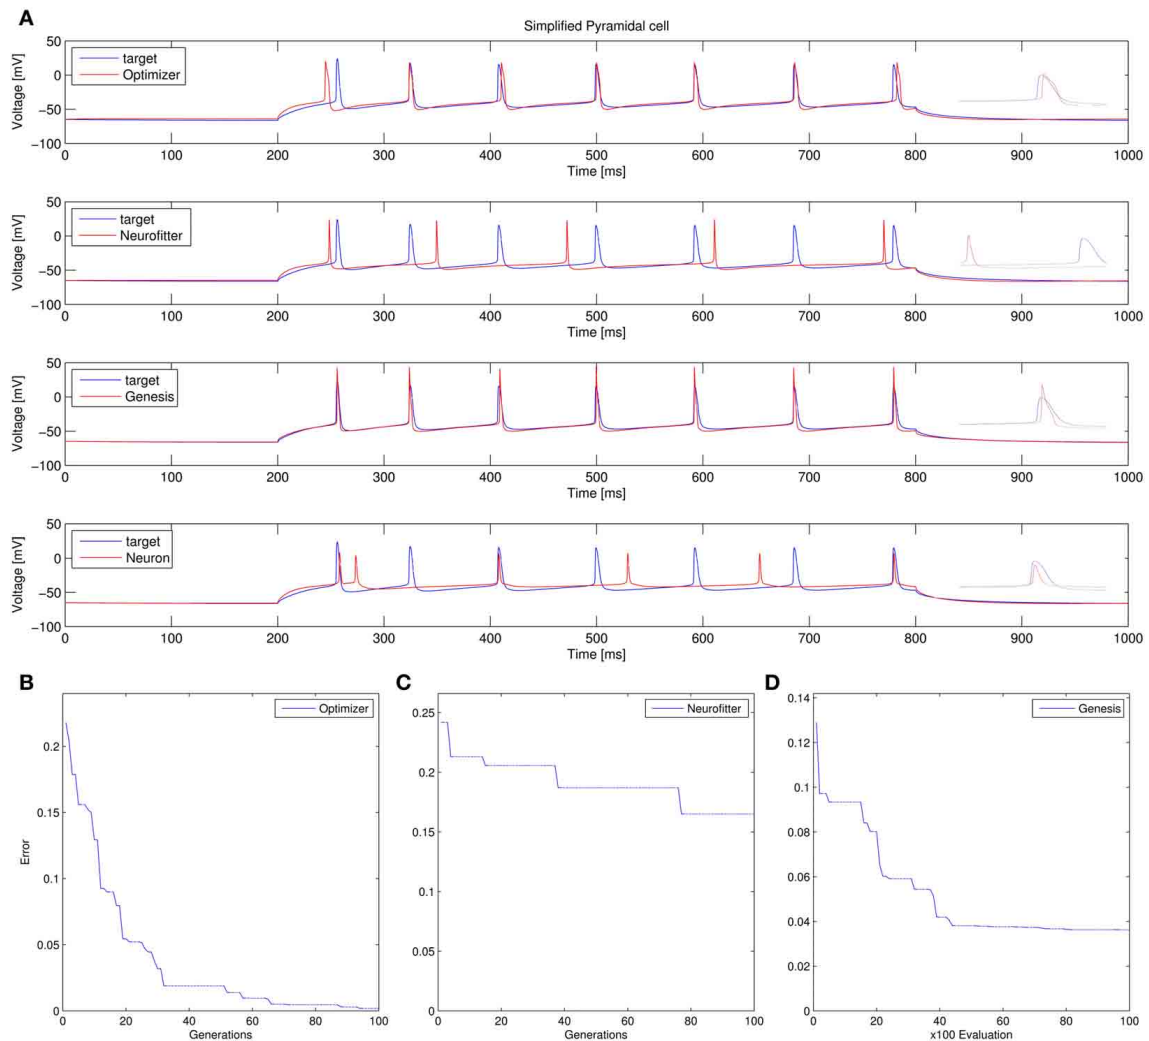 A
Simplified Pyramidal cell
Voltage [mV]
50
0
−50
−100
target
Optimizer
0 100 200 300 400 500 600 700 800 900 1000
Time [ms]
Voltage [mV]
50
0
−50
−100
target
Neurofitter
0 100 200 300 400 500 600 700 800 900 1000
Time [ms]
Voltage [mV]
50
0
−50
−100
target
Genesis
0 100 200 300 400 500 600 700 800 900 1000
Time [ms]
Voltage [mV]
50
0
−50
−100
target
Neuron
0 100 200 300 400 500 600 700 800 900 1000
Time [ms]
B
Optimizer
Error
0.2
0.15
0.1
0.05
0
0 20 40 60 80 100
Generations
C
Neurofitter
0.25
0.2
0.15
0.1
0.05
0
0 20 40 60 80 100
Generations
D
Genesis
0.14
0.12
0.1
0.08
0.06
0.04
0.02
0
0 20 40 60 80 100
x100 Evaluation